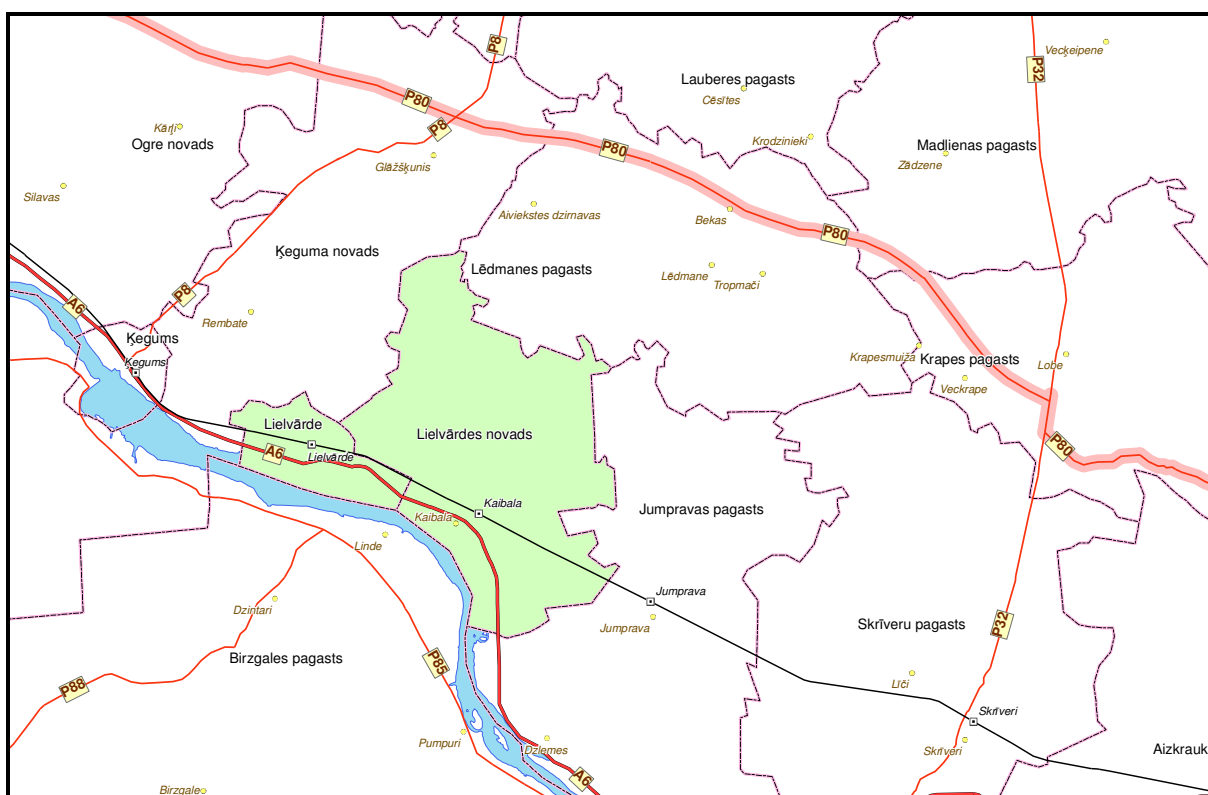 P8
P32
Vecķeipene
Lauberes pagasts
Cēsītes
P80
P8
Kārļi
Ogre novads
Glāžšķunis
P80
Krodzinieki
Madlienas pagasts
Zādzene
Silavas
Aiviekstes dzirnavas
Bekas
P80
Ķeguma novads
Lēdmanes pagasts
Lēdmane
Tropmači
P8
A6
Rembate
Ķegums
Ķegums
Krapesmuiža
Krapes pagasts
Lobe
Veckrape
Lielvārde
Lielvārdes novads
A6
Lielvārde
P80
Kaibala
Kaibala
Jumpravas pagasts
Linde
Dzintari
Jumprava
Jumprava
Skrīveru pagasts
P32
Birzgales pagasts
P85
P88
Līči
Skrīveri
Pumpuri
Dzlemes
Skrīveri
Aizkrauk
A6
Birzgale